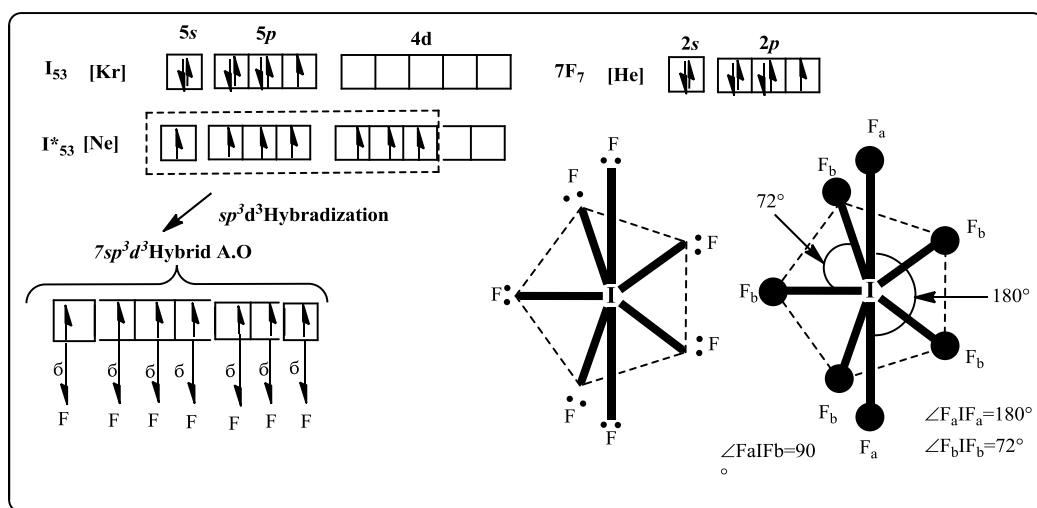 5s 5p 4d
I53 [Kr]
7F7 [He]
2s 2p
I*53 [Ne]
sp3d3Hybradization
7sp3d3Hybrid A.O
б б б б б б б
F F F F F F F
F
F
F
F
F
F
F
I
Fa
Fb
72°
Fb
Fb
I
180°
Fb
Fb
Fa
∠FaIFa=180°
∠FbIFb=72°
∠FaIFb=90
°